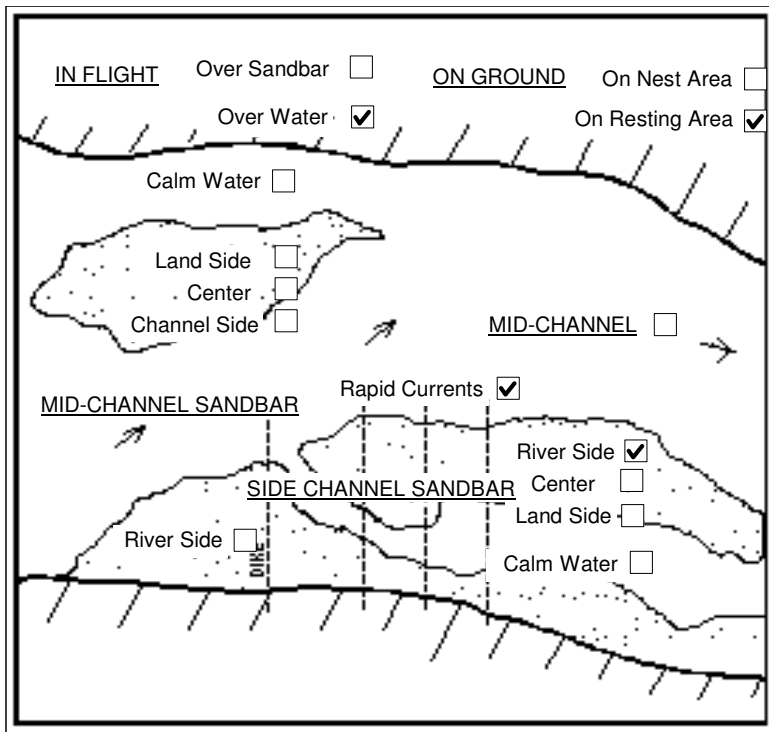 IN FLIGHT
Over Sandbar
ON GROUND
On Nest Area
Over Water
On Resting Area
Calm Water
Land Side
Center
Channel Side
MID-CHANNEL
Rapid Currents
MID-CHANNEL SANDBAR
River Side
SIDE CHANNEL SANDBAR
Center
Land Side
River Side
DIKE
Calm Water